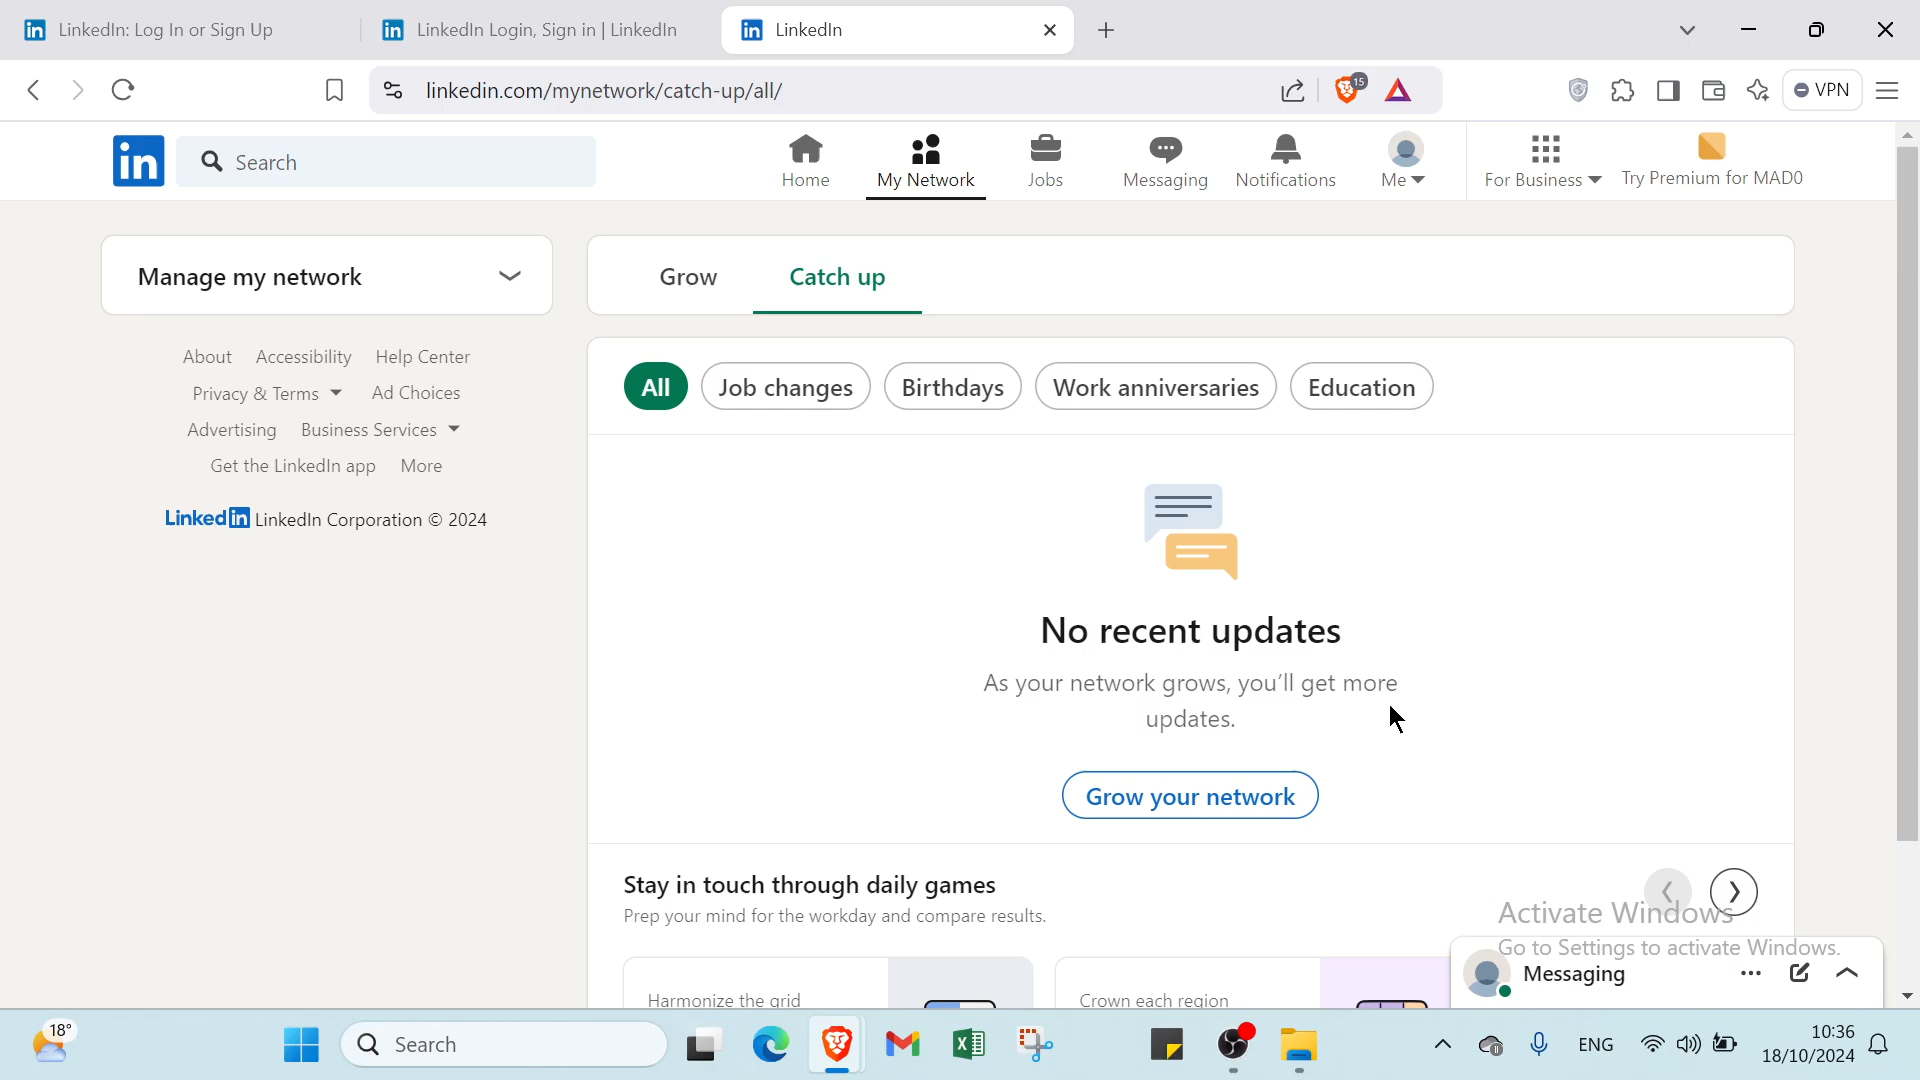 LinkedIn: Log In or Sign Up
LinkedIn Login, Sign in | LinkedIn
LinkedIn
linkedin.com/mynetwork/catch-up/all/
15
VPN
in
Search
Home
My Network
Jobs
Messaging
Notifications
Me
For Business
Try Premium for MAD0
Manage my network
Grow
Catch up
About Accessibility Help Center
Privacy & Terms Ad Choices
Advertising Business Services
Get the LinkedIn app More
LinkedIn LinkedIn Corporation © 2024
All
Job changes
Birthdays
Work anniversaries
Education
No recent updates
As your network grows, you'll get more
updates.
Grow your network
Stay in touch through daily games
Prep your mind for the workday and compare results.
Harmonize the grid
Crown each region
Activate Windows
Go to Settings to activate Windows.
Messaging
18°
Search
ENG
10:36
18/10/2024